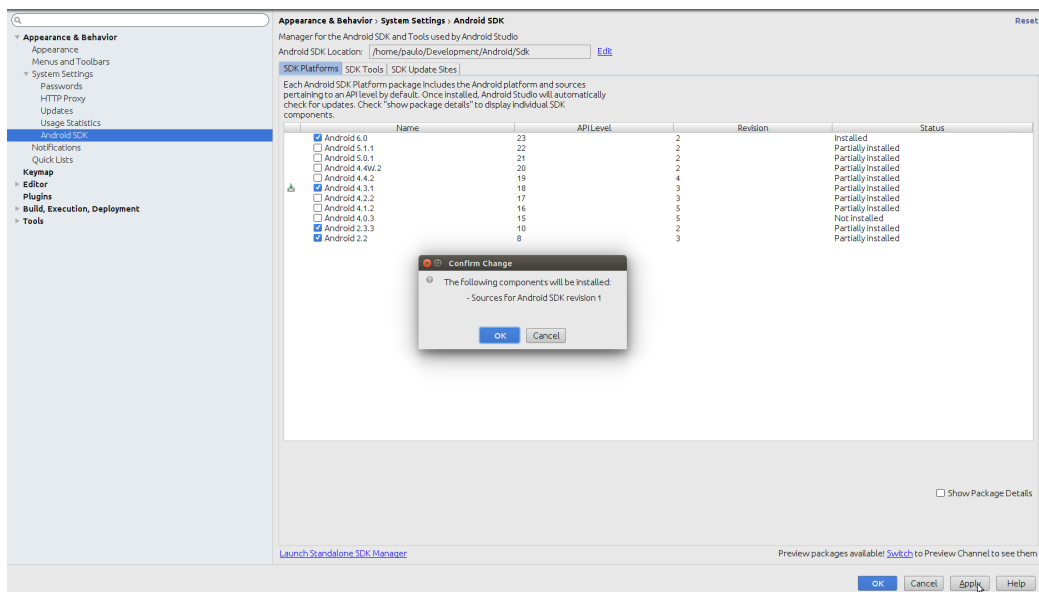 Appearance & Behavior › System Settings › Android SDK
Reset
Appearance & Behavior
Appearance
Menus and Toolbars
System Settings
Passwords
HTTP Proxy
Updates
Usage Statistics
Android SDK
Notifications
Quick Lists
Keymap
Editor
Plugins
Build, Execution, Deployment
Tools
Manager for the Android SDK and Tools used by Android Studio
Android SDK Location: /home/paulo/Development/Android/Sdk Edit
SDK Platforms SDK Tools SDK Update Sites
Each Android SDK Platform package includes the Android platform and sources
pertaining to an API level by default. Once installed, Android Studio will automatically
check for updates. Check "show package details" to display individual SDK
components.
Name API Level Revision Status
Android 6.0 23 2 Installed
Android 5.1.1 22 2 Partially installed
Android 5.0.1 21 2 Partially installed
Android 4.4W.2 20 2 Partially installed
Android 4.4.2 19 4 Partially installed
Android 4.3.1 18 3 Partially installed
Android 4.2.2 17 3 Partially installed
Android 4.1.2 16 5 Partially installed
Android 4.0.3 15 5 Not installed
Android 2.3.3 10 2 Partially installed
Android 2.2 8 3 Partially installed
Confirm Change
The following components will be installed:
- Sources for Android SDK revision 1
OK Cancel
Show Package Details
Launch Standalone SDK Manager
Preview packages available! Switch to Preview Channel to see them
OK Cancel Apply Help